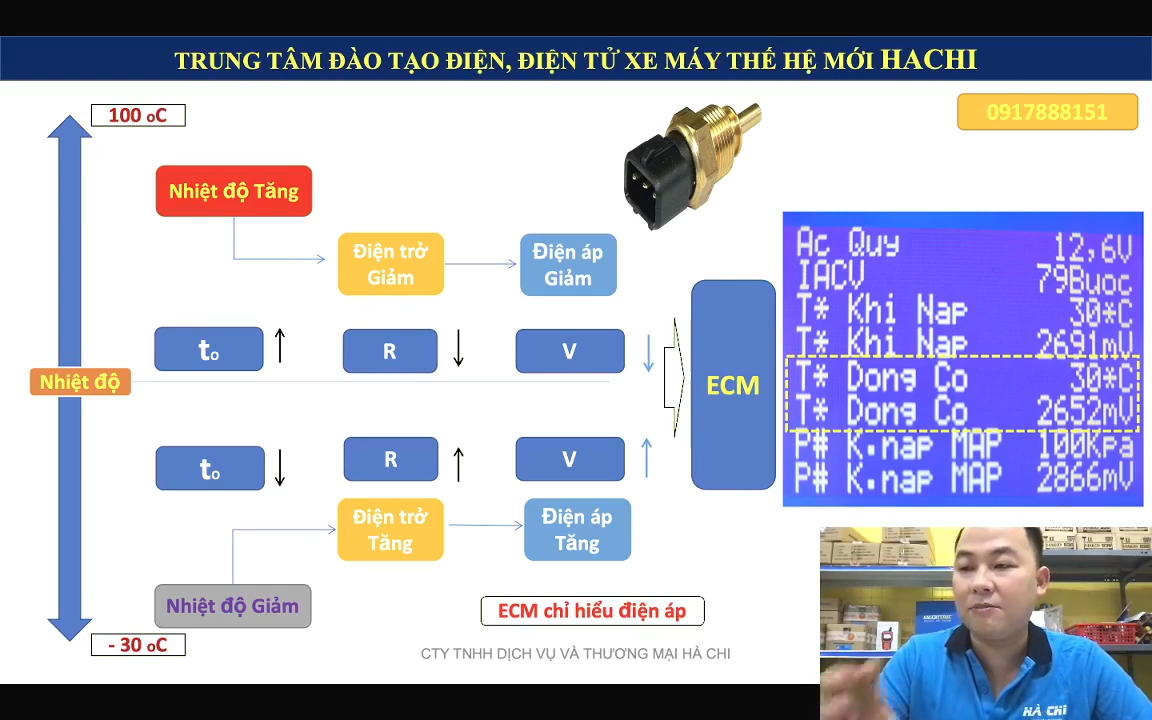 TRUNG TÂM ĐÀO TẠO ĐIỆN, ĐIỆN TỬ XE MÁY THẾ HỆ MỚI HACHI
100 oC
0917888151
Nhiệt độ Tăng
Điện trở
Giảm
Điện áp
Giảm
to
R
V
Nhiệt độ
ECM
to
R
V
Điện trở
Tăng
Điện áp
Tăng
Nhiệt độ Giảm
ECM chỉ hiểu điện áp
- 30 oC
CTY TNHH DỊCH VỤ VÀ THƯƠNG MẠI HÀ CHI
Ac Quy 12,6V
IACV 79Buoc
T* Khi Nap 30*C
T* Khi Nap 2691mV
T* Dong Co 30*C
T* Dong Co 2652mV
P# K.nap MAP 100Kpa
P# K.nap MAP 2866mV
HÀ CHI